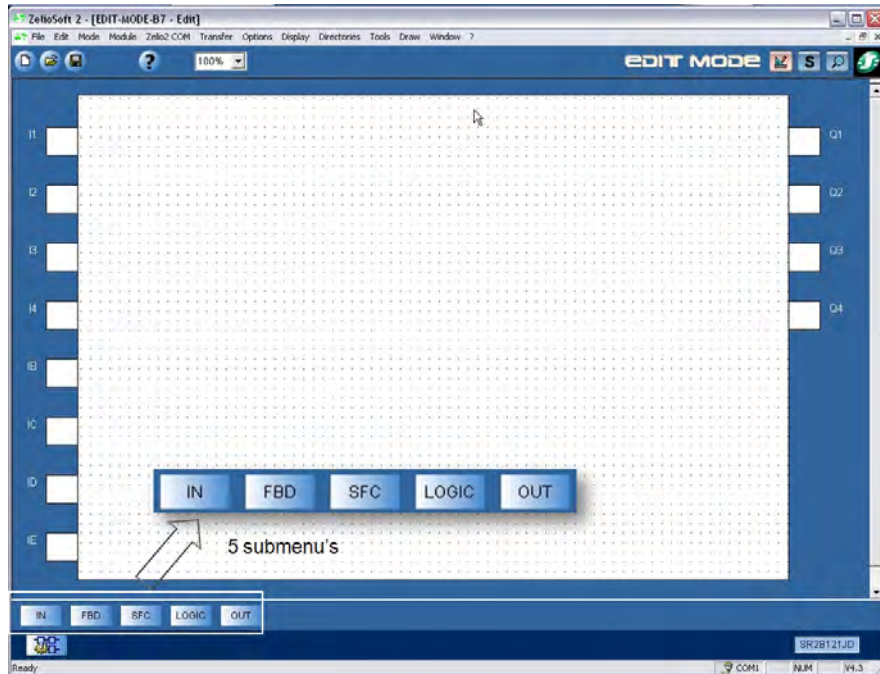 ZelioSoft 2 - [EDIT-MODE-B7 - Edit]
File Edit Mode Module Zelio2 COM Transfer Options Display Directories Tools Draw Window ?
? 100% EDIT MODE S
I1 Q1
I2 Q2
I3 Q3
I4 Q4
IB
IC
ID
IN FBD SFC LOGIC OUT
IE
5 submenu's
IN FBD SFC LOGIC OUT
SR2B121JD
Ready COM1 NUM V4.3